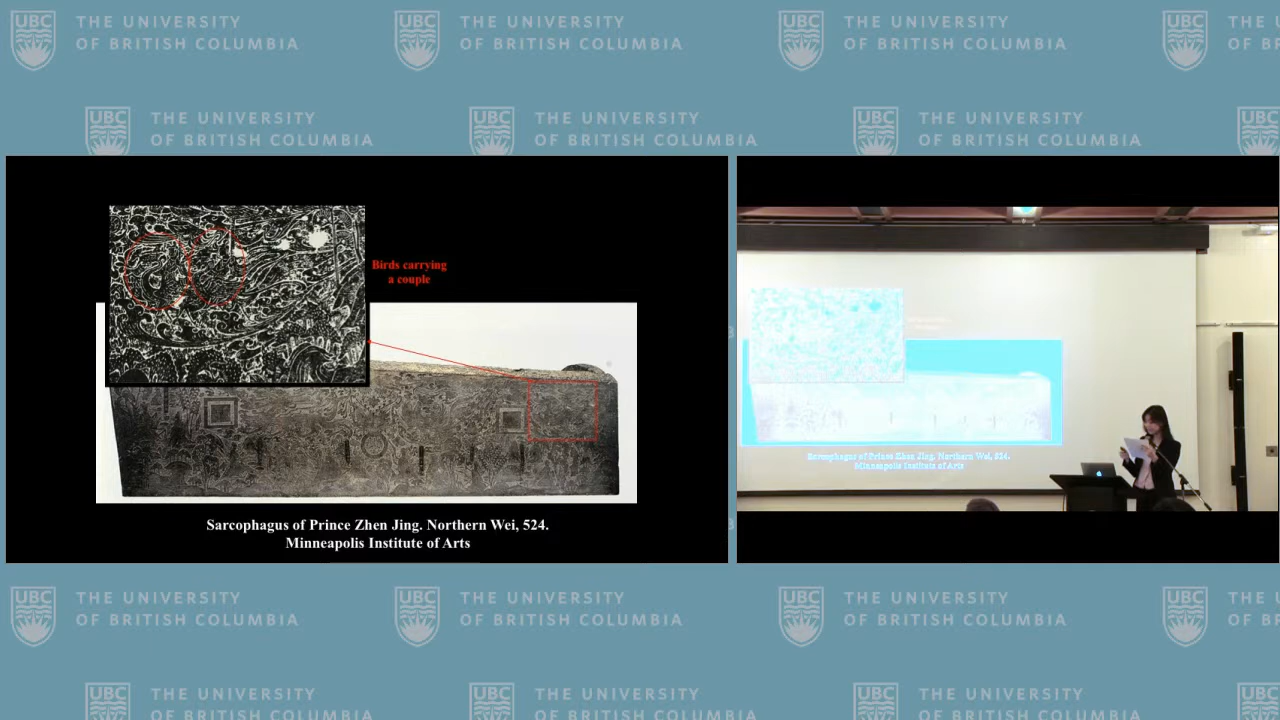 UBC THE UNIVERSITY OF BRITISH COLUMBIA
Birds carrying
a couple
Sarcophagus of Prince Zhen Jing. Northern Wei, 524.
Minneapolis Institute of Arts
Sarcophagus of Prince Zhen Jing. Northern Wei, 524.
Minneapolis Institute of Arts